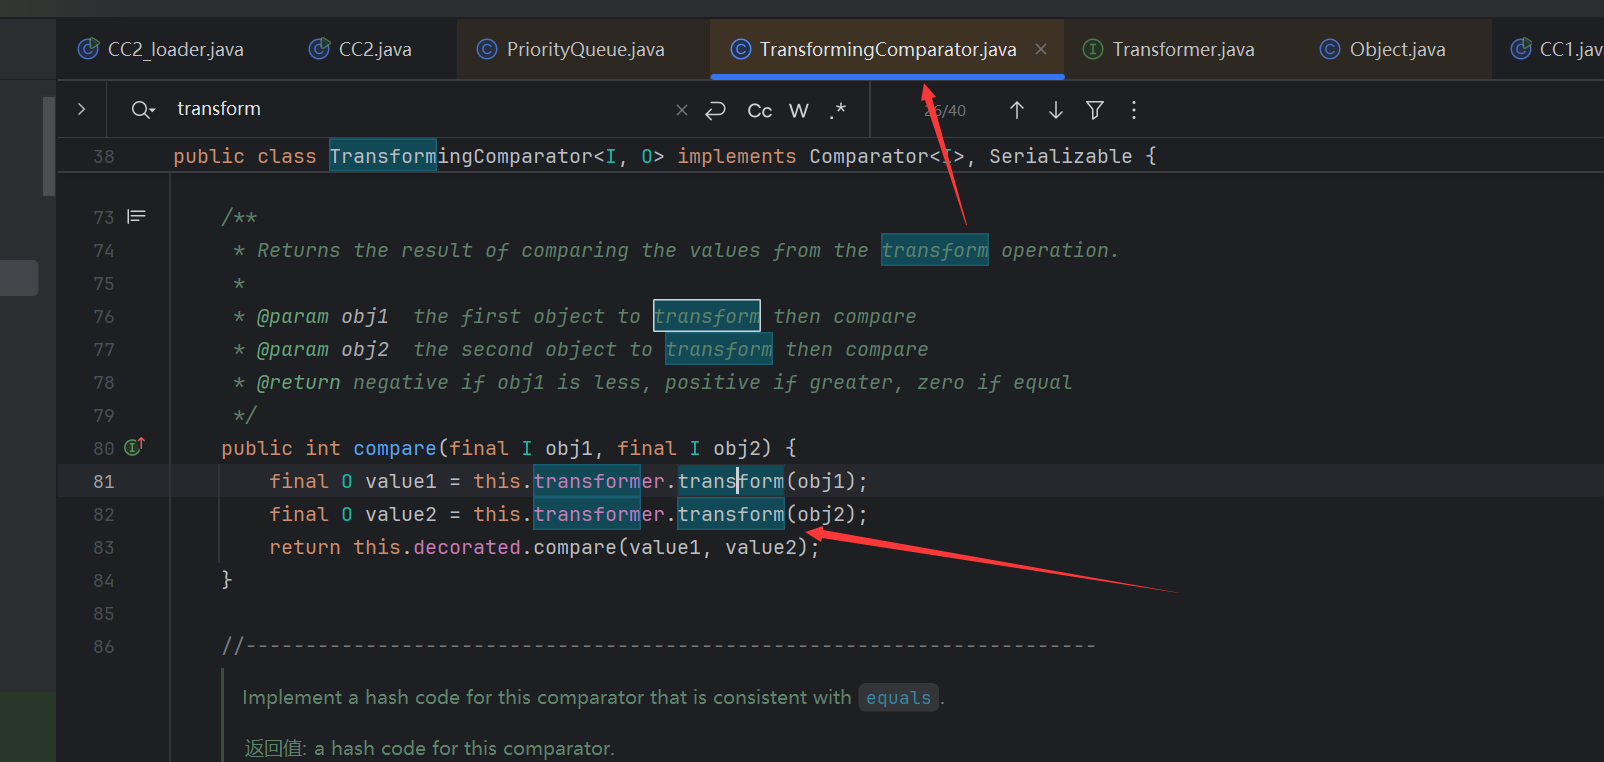 CC2_loader.java CC2.java PriorityQueue.java TransformingComparator.java Transformer.java Object.java CC1.jav
transform Cc W .* 26/40
38 public class TransformingComparator<I, O> implements Comparator<I>, Serializable {
73 /**
74 * Returns the result of comparing the values from the transform operation.
75 *
76 * @param obj1 the first object to transform then compare
77 * @param obj2 the second object to transform then compare
78 * @return negative if obj1 is less, positive if greater, zero if equal
79 */
80 public int compare(final I obj1, final I obj2) {
81 final O value1 = this.transformer.transform(obj1);
82 final O value2 = this.transformer.transform(obj2);
83 return this.decorated.compare(value1, value2);
84 }
85
86 //-----------------------------------------------------------------------
Implement a hash code for this comparator that is consistent with equals.
返回值: a hash code for this comparator.